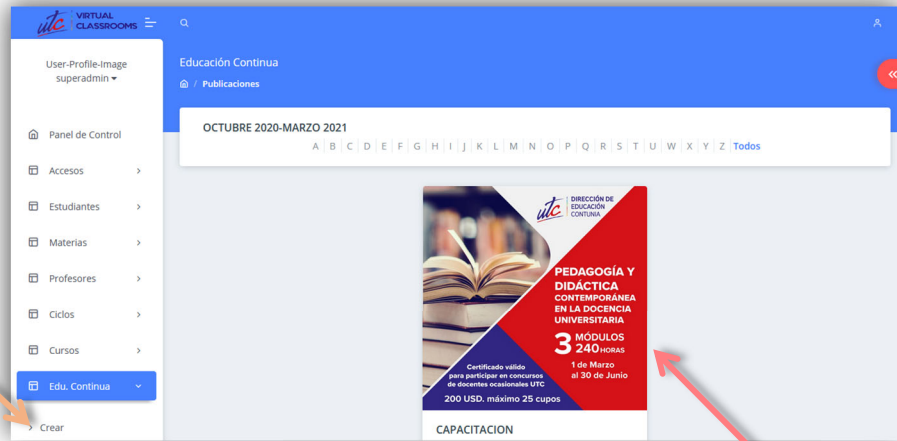 utc VIRTUAL
CLASSROOMS
User-Profile-Image
superadmin
Panel de Control
Accesos
Estudiantes
Materias
Profesores
Ciclos
Cursos
Edu. Continua
Crear
Educación Continua
/ Publicaciones
OCTUBRE 2020-MARZO 2021
A B C D E F G H I J K L M N O P Q R S T U W X Y Z Todos
utc DIRECCIÓN DE
EDUCACIÓN
CONTUNIA
PEDAGOGÍA Y
DIDÁCTICA
CONTEMPORÁNEA
EN LA DOCENCIA
UNIVERSITARIA
3 MÓDULOS
240 HORAS
1 de Marzo
al 30 de Junio
Certificado válido
para participar en concursos
de docentes ocasionales UTC
200 USD. máximo 25 cupos
CAPACITACION